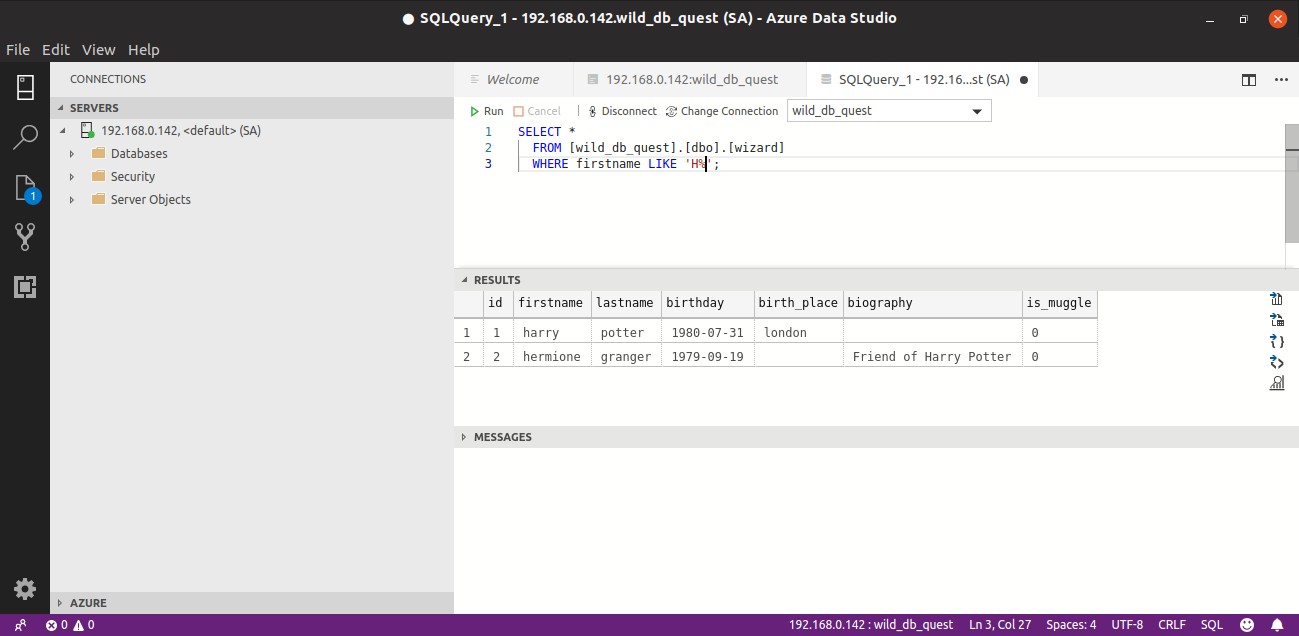 SQLQuery_1 - 192.168.0.142.wild_db_quest (SA) - Azure Data Studio
File Edit View Help
CONNECTIONS
SERVERS
192.168.0.142, <default> (SA)
Databases
Security
Server Objects
1
AZURE
Welcome 192.168.0.142:wild_db_quest SQLQuery_1 - 192.16...st (SA)
Run Cancel | Disconnect Change Connection wild_db_quest
1 SELECT *
2 FROM [wild_db_quest].[dbo].[wizard]
3 WHERE firstname LIKE 'H%';
RESULTS
id firstname lastname birthday birth_place biography is_muggle
1 1 harry potter 1980-07-31 london 0
2 2 hermione granger 1979-09-19 Friend of Harry Potter 0
MESSAGES
0 0 192.168.0.142 : wild_db_quest Ln 3, Col 27 Spaces: 4 UTF-8 CRLF SQL